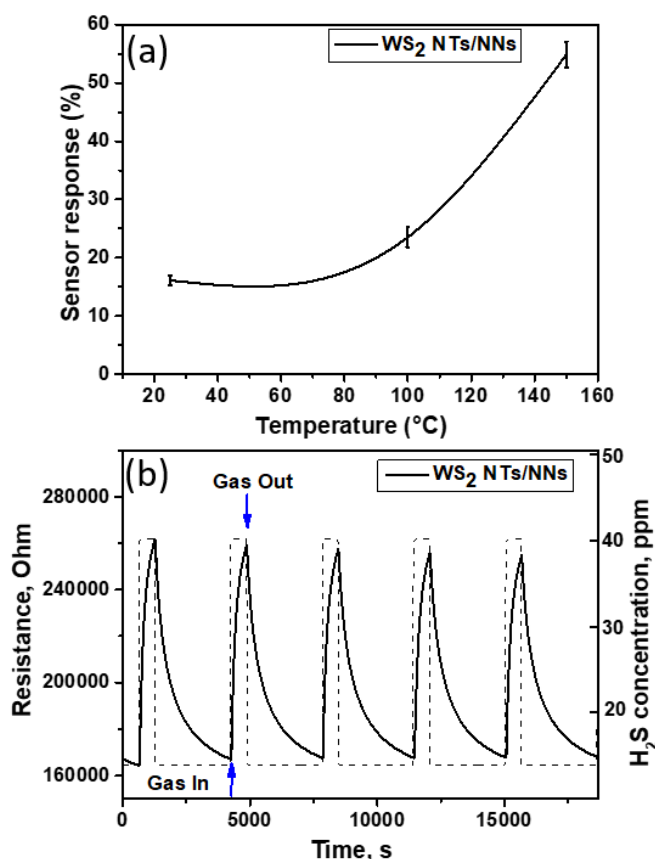 (a)
WS2 NTs/NNs
Sensor response (%)
60
50
40
30
20
10
0
20 40 60 80 100 120 140 160
Temperature (°C)
(b)
WS2 NTs/NNs
Gas Out
Gas In
Resistance, Ohm
280000
240000
200000
160000
H2S concentration, ppm
50
40
30
20
0 5000 10000 15000
Time, s